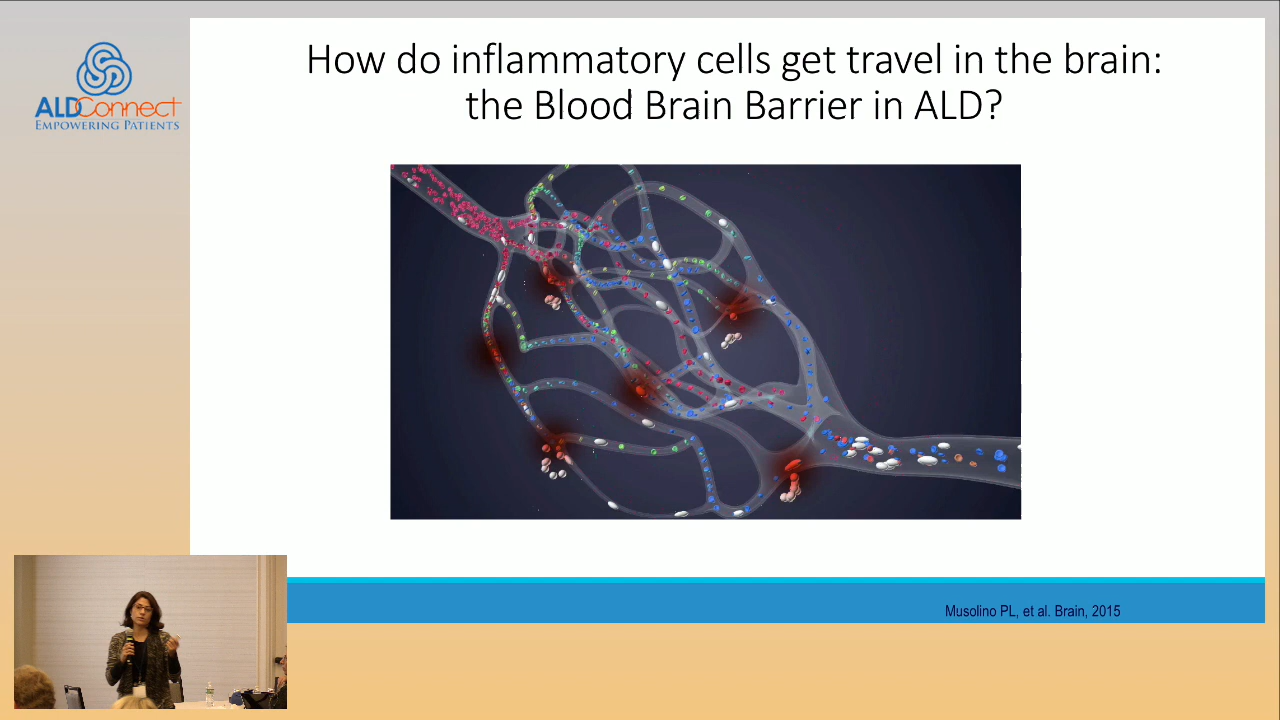 ALDConnect
EMPOWERING PATIENTS
How do inflammatory cells get travel in the brain:
the Blood Brain Barrier in ALD?
Musolino PL, et al. Brain, 2015